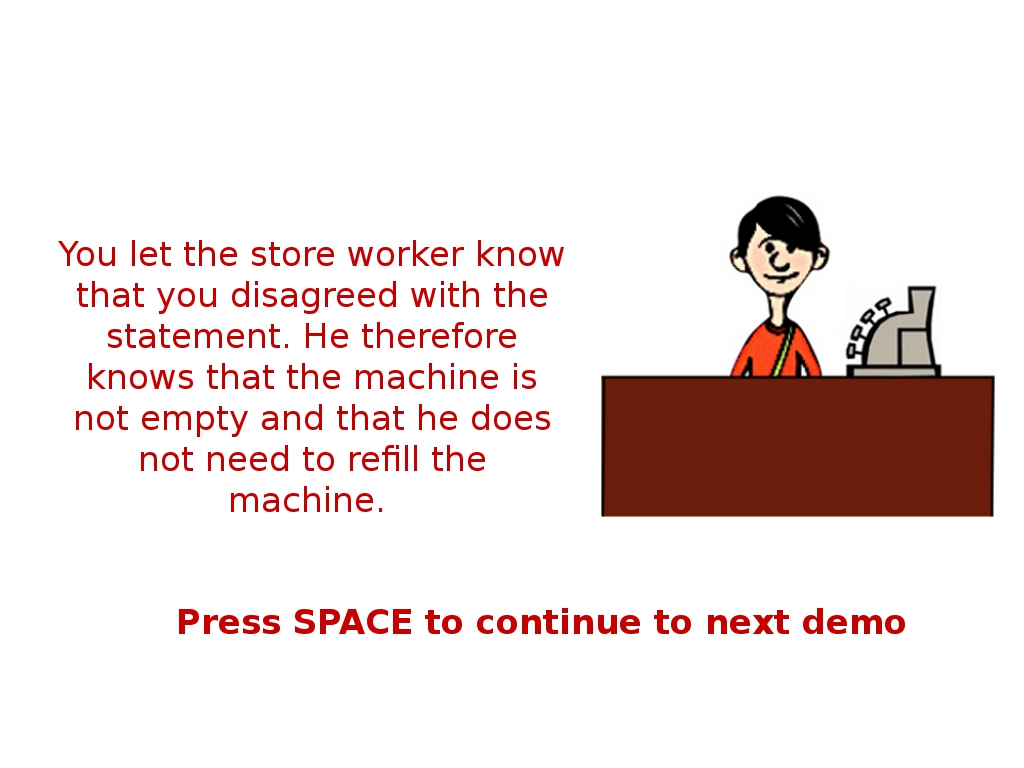 You let the store worker know
that you disagreed with the
statement. He therefore
knows that the machine is
not empty and that he does
not need to refill the
machine.
Press SPACE to continue to next demo